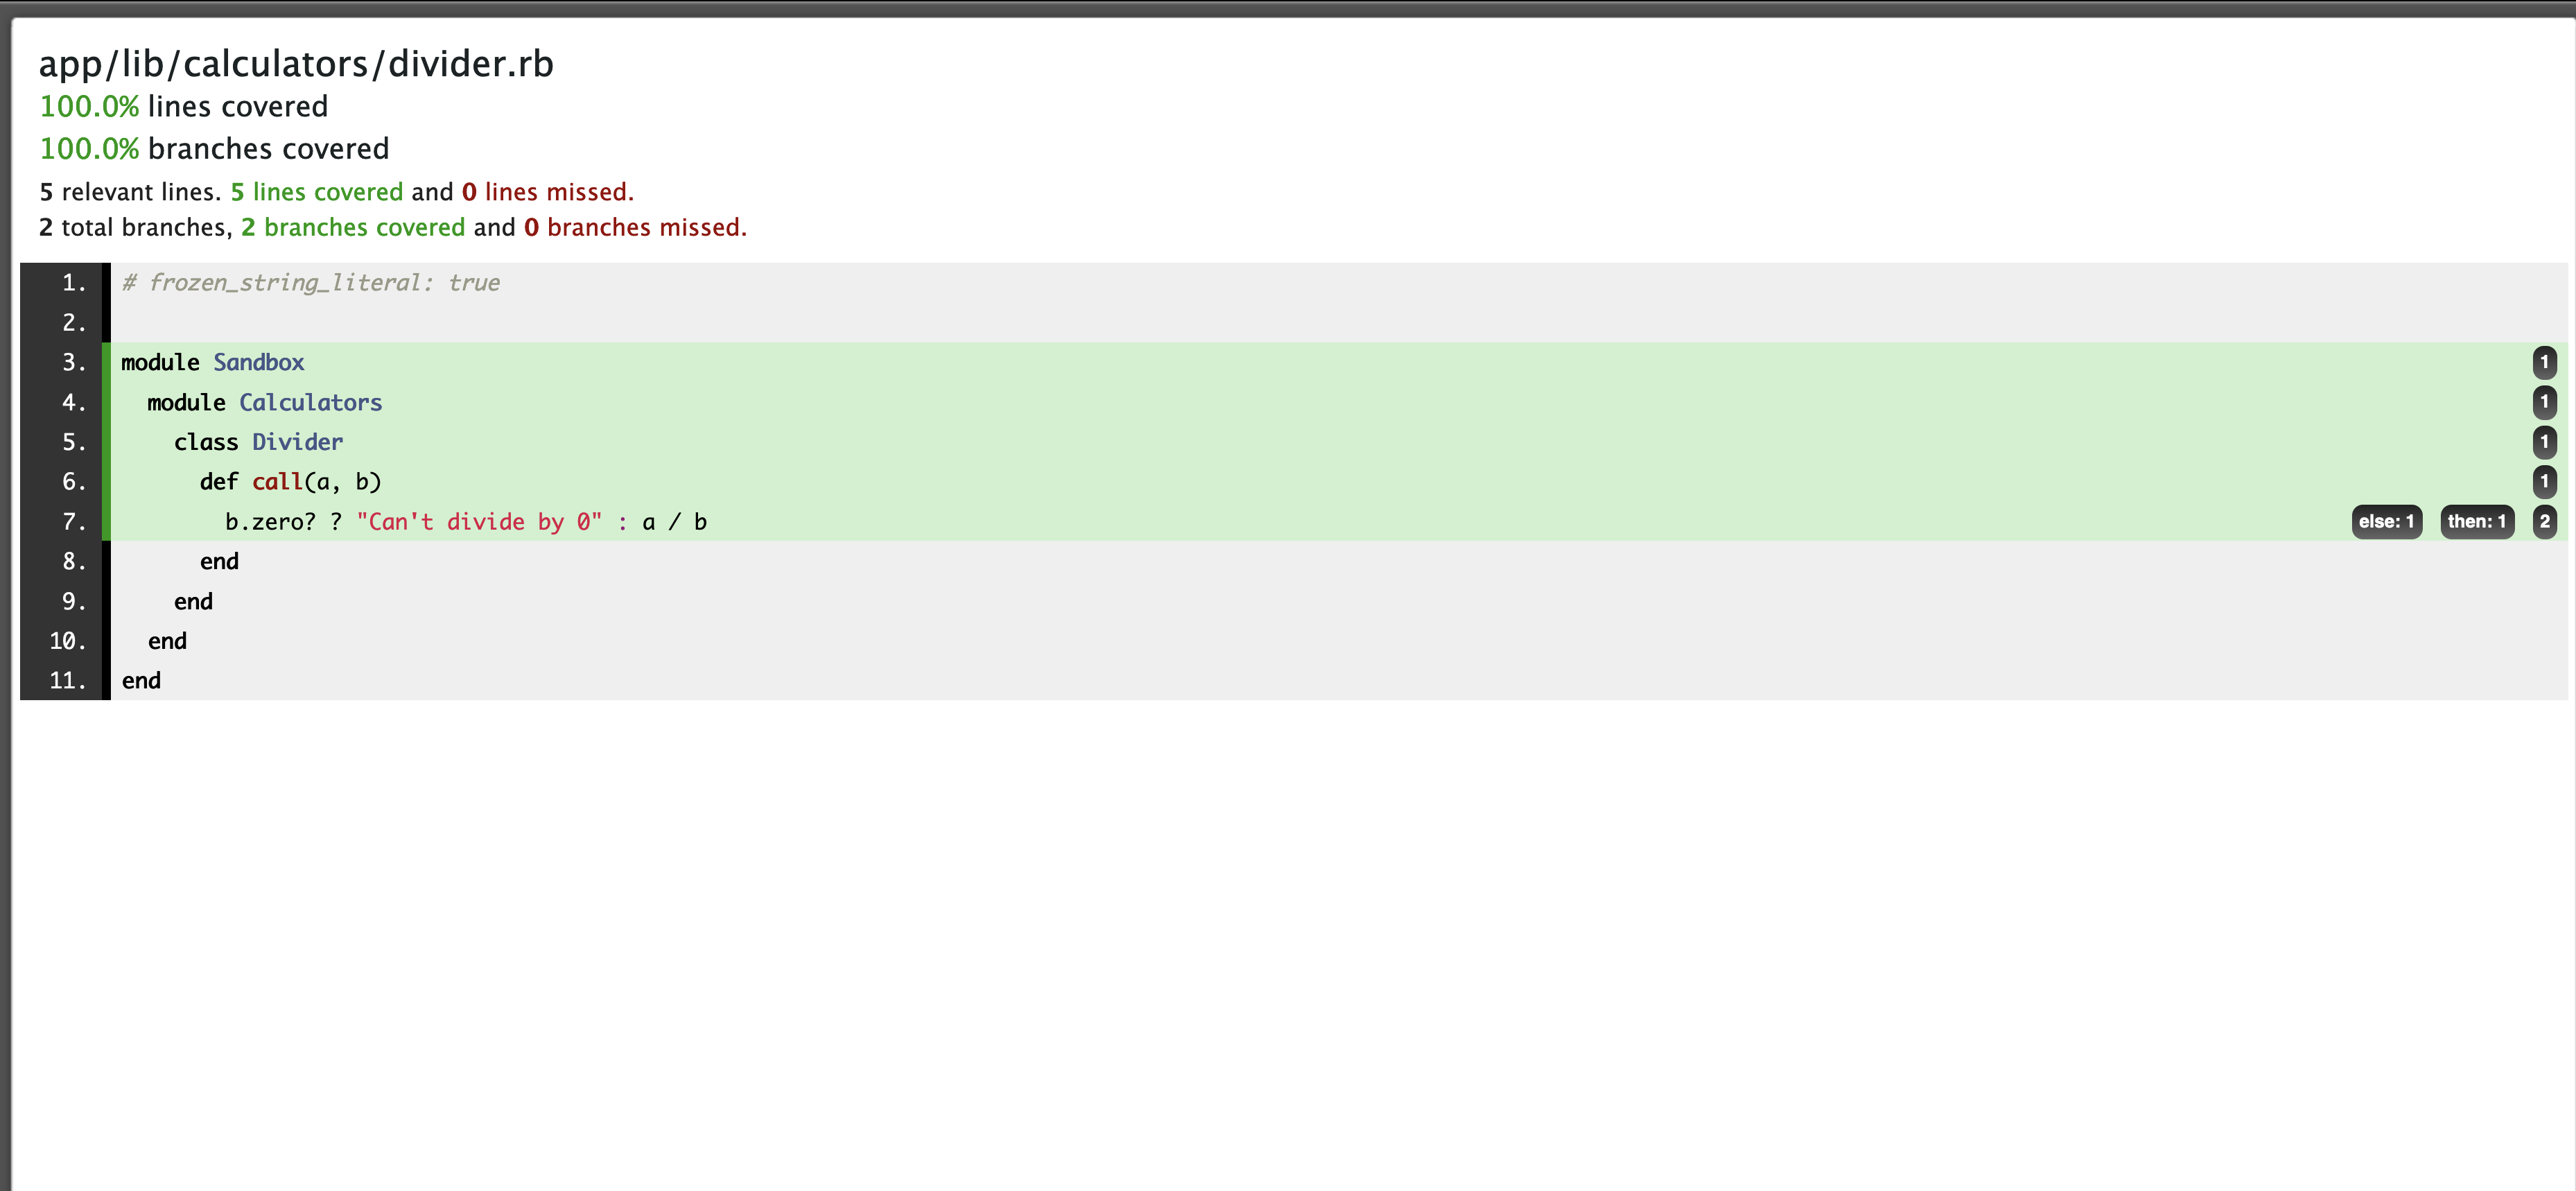 app/lib/calculators/divider.rb
100.0% lines covered
100.0% branches covered
5 relevant lines. 5 lines covered and 0 lines missed.
2 total branches, 2 branches covered and 0 branches missed.
1. # frozen_string_literal: true
2.
3. module Sandbox 1
4. module Calculators 1
5. class Divider 1
6. def call(a, b) 1
7. b.zero? ? "Can't divide by 0" : a / b else: 1 then: 1 2
8. end
9. end
10. end
11. end